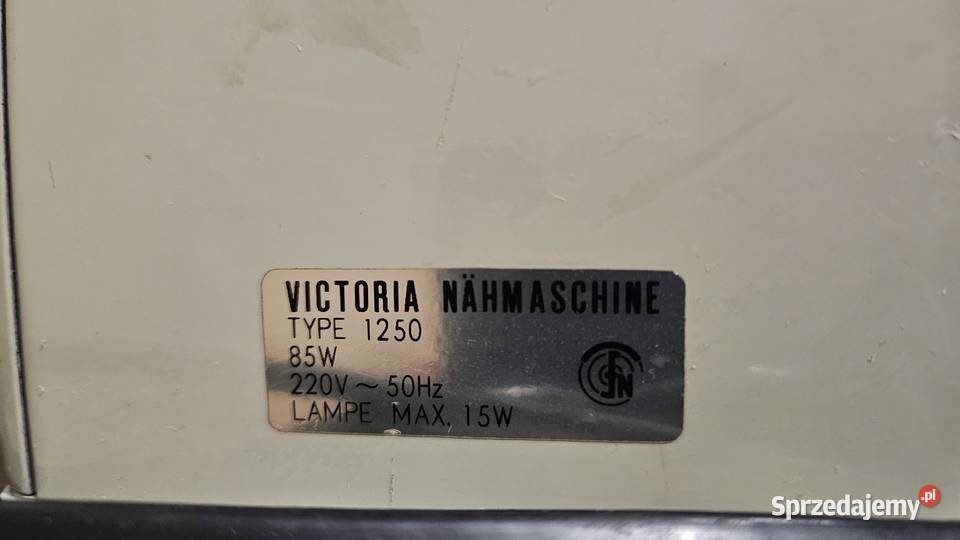 VICTORIA NÄHMASCHINE
TYPE 1250
85W
220V ~ 50Hz
LAMPE MAX. 15W
Sprzedajemy.pl